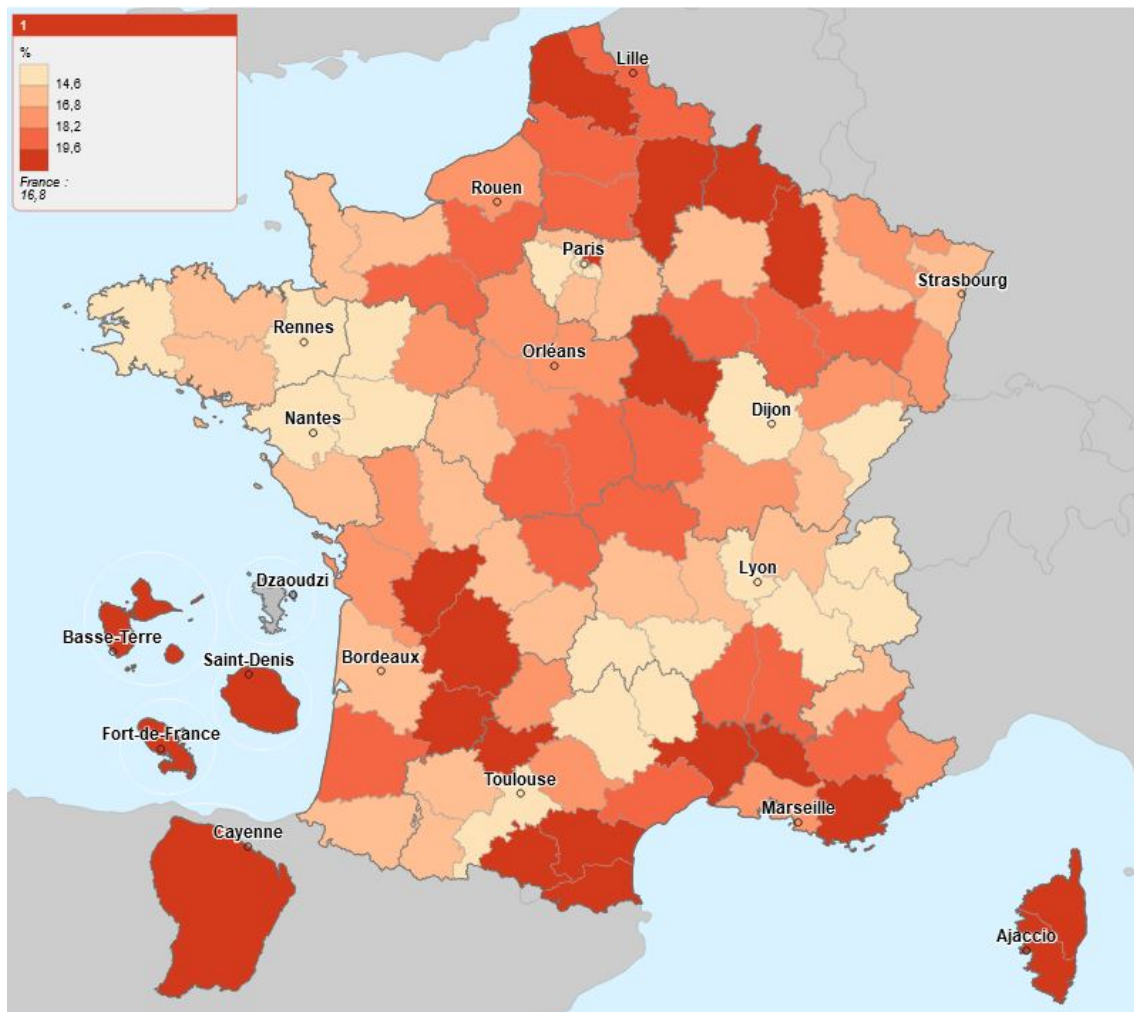 1
%
14,6
16,8
18,2
19,6
France :
16,8
Lille
Rouen
Paris
Strasbourg
Rennes
Orléans
Dijon
Nantes
Lyon
Dzaoudzi
Basse-Terre
Saint-Denis
Bordeaux
Fort-de-France
Toulouse
Marseille
Cayenne
Ajaccio